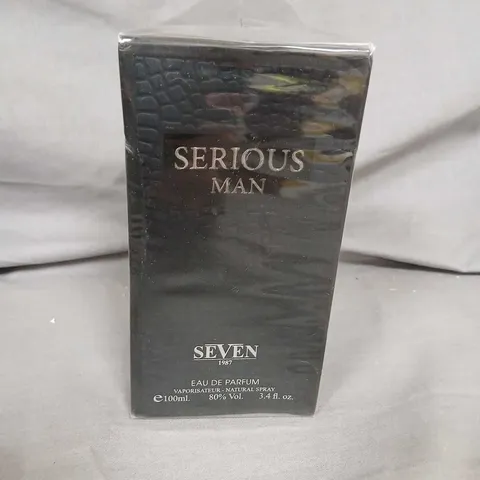 SERIOUS
MAN
SEVEN
1987
EAU DE PARFUM
VAPORISATEUR - NATURAL SPRAY
℮100ml. 80% Vol. 3.4 fl. oz.